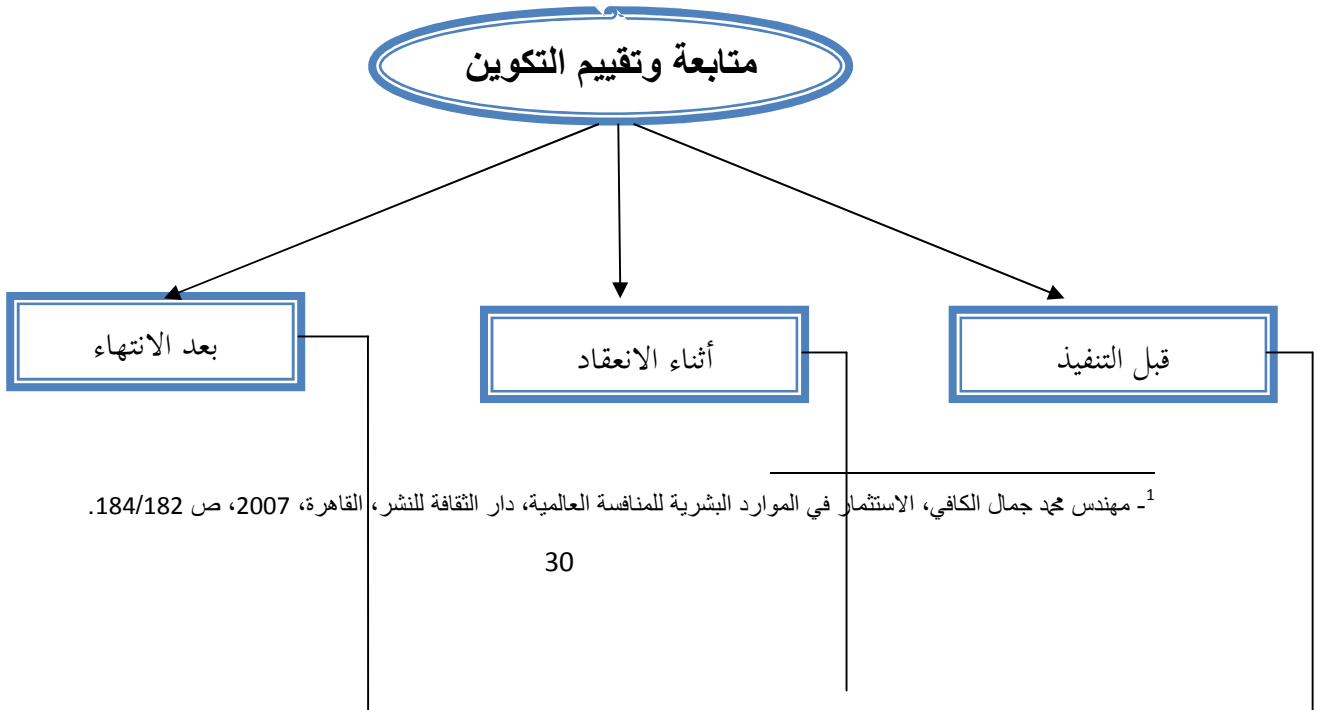 متابعة وتقييم التكوين
قبل التنفيذ
أثناء الانعقاد
بعد الانتهاء
1- مهندس محمد جمال الكافي، الاستثمار في الموارد البشرية للمنافسة العالمية، دار الثقافة للنشر، القاهرة، 2007، ص 184/182.
30